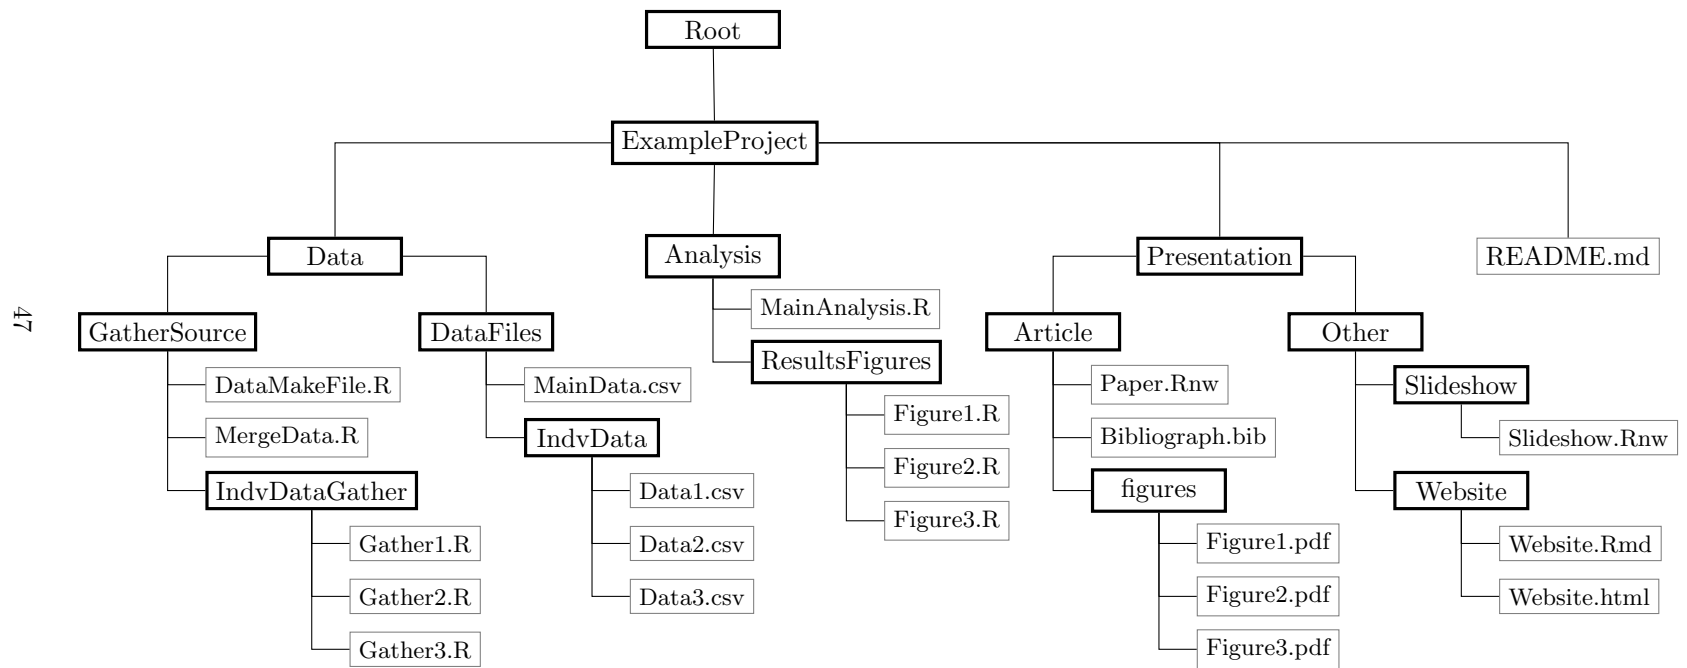 Root
ExampleProject
Data
Analysis
Presentation
README.md
47
GatherSource
DataFiles
MainAnalysis.R
Article
Other
ResultsFigures
DataMakeFile.R
MainData.csv
Paper.Rnw
Slideshow
Figure1.R
MergeData.R
IndvData
Bibliograph.bib
Slideshow.Rnw
Figure2.R
IndvDataGather
Data1.csv
figures
Website
Figure3.R
Gather1.R
Data2.csv
Figure1.pdf
Website.Rmd
Gather2.R
Data3.csv
Figure2.pdf
Website.html
Gather3.R
Figure3.pdf